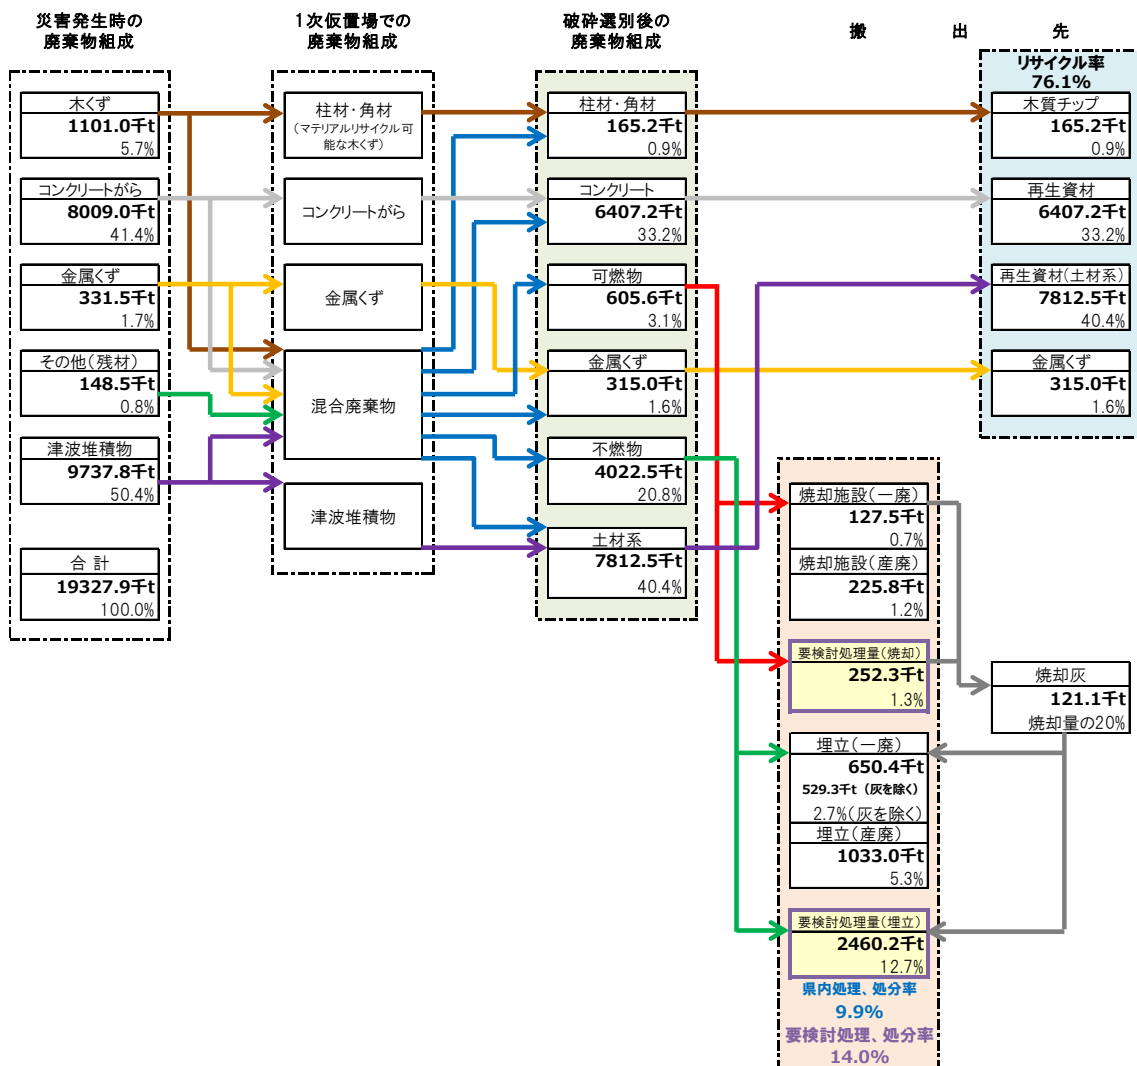 災害発生時の
廃棄物組成
木くず
1101.0千t
5.7%
コンクリートがら
8009.0千t
41.4%
金属くず
331.5千t
1.7%
その他(残材)
148.5千t
0.8%
津波堆積物
9737.8千t
50.4%
合計
19327.9千t
100.0%
1次仮置場での
廃棄物組成
柱材・角材
(マテリアルリサイクル可
能な木くず)
コンクリートがら
金属くず
混合廃棄物
津波堆積物
破砕選別後の
廃棄物組成
柱材・角材
165.2千t
0.9%
コンクリート
6407.2千t
33.2%
可燃物
605.6千t
3.1%
金属くず
315.0千t
1.6%
不燃物
4022.5千t
20.8%
土材系
7812.5千t
40.4%
搬 出 先
リサイクル率
76.1%
木質チップ
165.2千t
0.9%
再生資材
6407.2千t
33.2%
再生資材(土材系)
7812.5千t
40.4%
金属くず
315.0千t
1.6%
焼却施設(一廃)
127.5千t
0.7%
焼却施設(産廃)
225.8千t
1.2%
要検討処理量(焼却)
252.3千t
1.3%
焼却灰
121.1千t
焼却量の20%
埋立(一廃)
650.4千t
529.3千t (灰を除く)
2.7%(灰を除く)
埋立(産廃)
1033.0千t
5.3%
要検討処理量(埋立)
2460.2千t
12.7%
県内処理、処分率
9.9%
要検討処理、処分率
14.0%